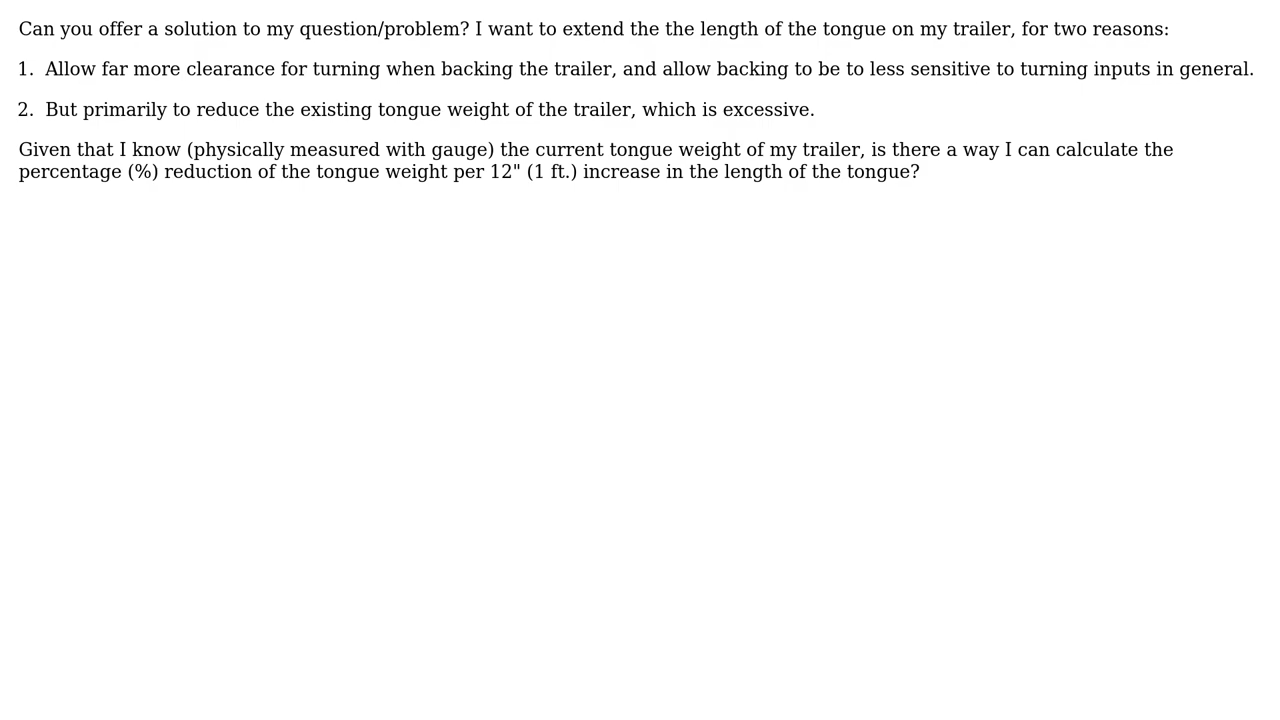 Can you offer a solution to my question/problem? I want to extend the the length of the tongue on my trailer, for two reasons:
1. Allow far more clearance for turning when backing the trailer, and allow backing to be to less sensitive to turning inputs in general.
2. But primarily to reduce the existing tongue weight of the trailer, which is excessive.
Given that I know (physically measured with gauge) the current tongue weight of my trailer, is there a way I can calculate the
percentage (%) reduction of the tongue weight per 12" (1 ft.) increase in the length of the tongue?